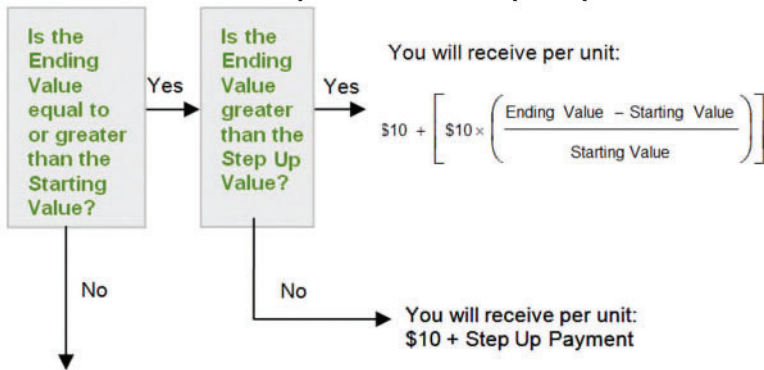 Is the
Ending
Value
equal to
or greater
than the
Starting
Value?
Yes
Is the
Ending
Value
greater
than the
Step Up
Value?
Yes
You will receive per unit:
$10 + [ $10 × ( Ending Value – Starting Value
Starting Value ) ]
No
No
You will receive per unit:
$10 + Step Up Payment